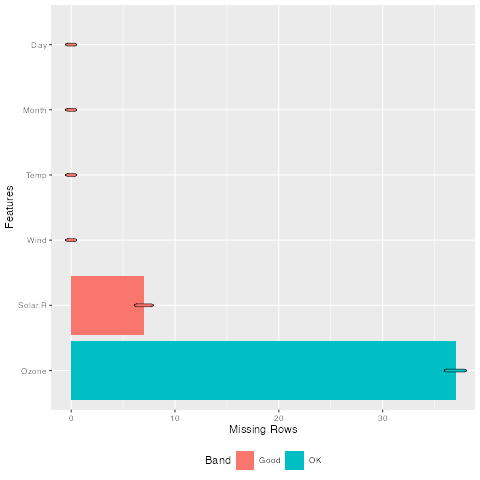 Day
Month
Temp
Wind
Solar.R
Ozone
Features
0
10
20
30
Missing Rows
Band
Good
OK